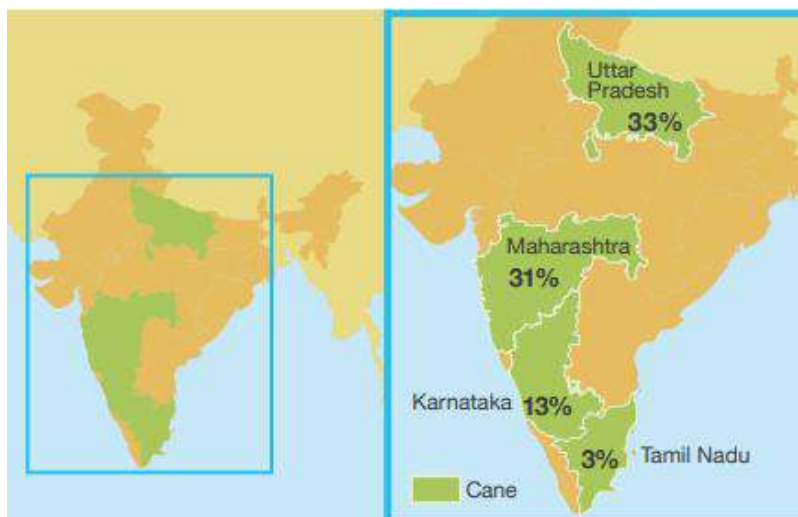 Uttar
Pradesh
33%
Maharashtra
31%
Karnataka
13%
3%
Tamil Nadu
Cane